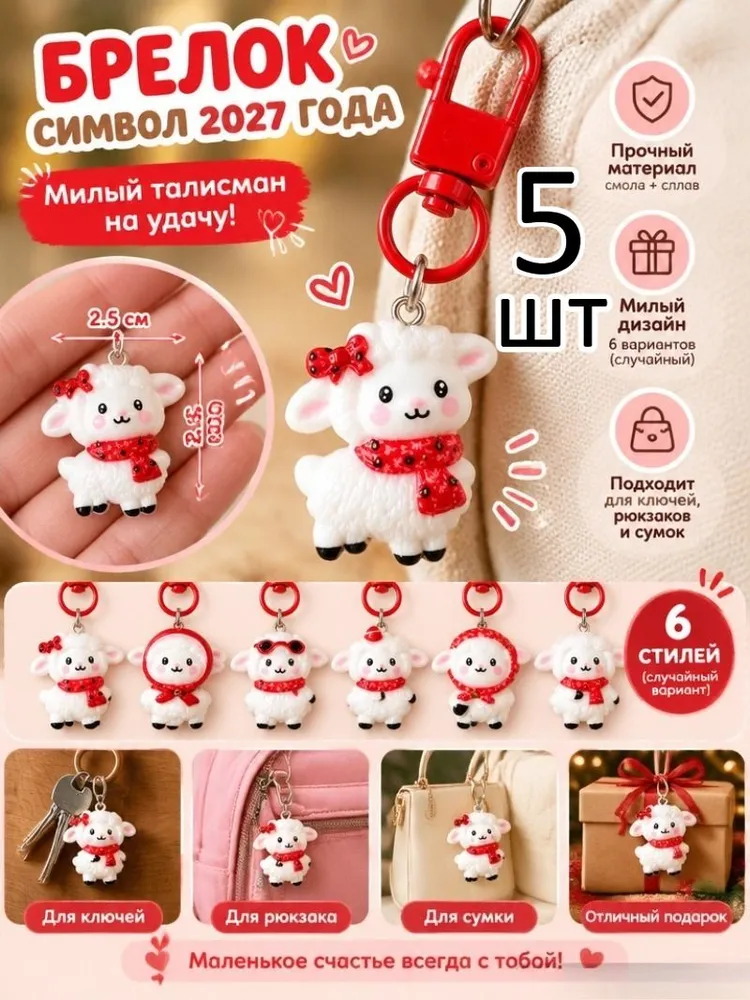 БРЕЛОК
СИМВОЛ 2027 ГОДА
Милый талисман
на удачу!
5
шт
Прочный
материал
смола + сплав
Милый
дизайн
6 вариантов
(случайный)
Подходит
для ключей,
рюкзаков
и сумок
2.5 см
6
СТИЛЕЙ
(случайный
вариант)
Для ключей
Для рюкзака
Для сумки
Отличный подарок
Маленькое счастье всегда с тобой!